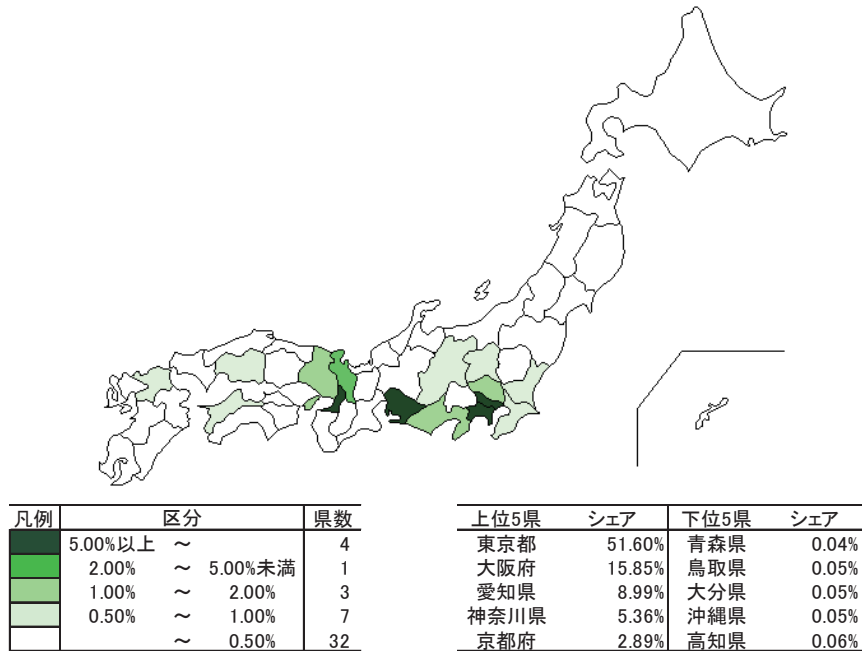 凡例 区分 県数
5.00%以上 ～ 4
2.00% ～ 5.00%未満 1
1.00% ～ 2.00% 3
0.50% ～ 1.00% 7
～ 0.50% 32
上位5県 シェア 下位5県 シェア
東京都 51.60% 青森県 0.04%
大阪府 15.85% 鳥取県 0.05%
愛知県 8.99% 大分県 0.05%
神奈川県 5.36% 沖縄県 0.05%
京都府 2.89% 高知県 0.06%